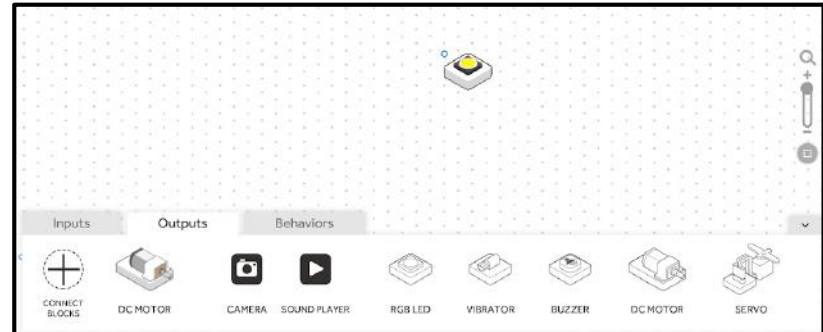 Inputs
Outputs
Behaviors
CONNECT
BLOCKS
DC MOTOR
CAMERA
SOUND PLAYER
RGB LED
VIBRATOR
BUZZER
DC MOTOR
SERVO